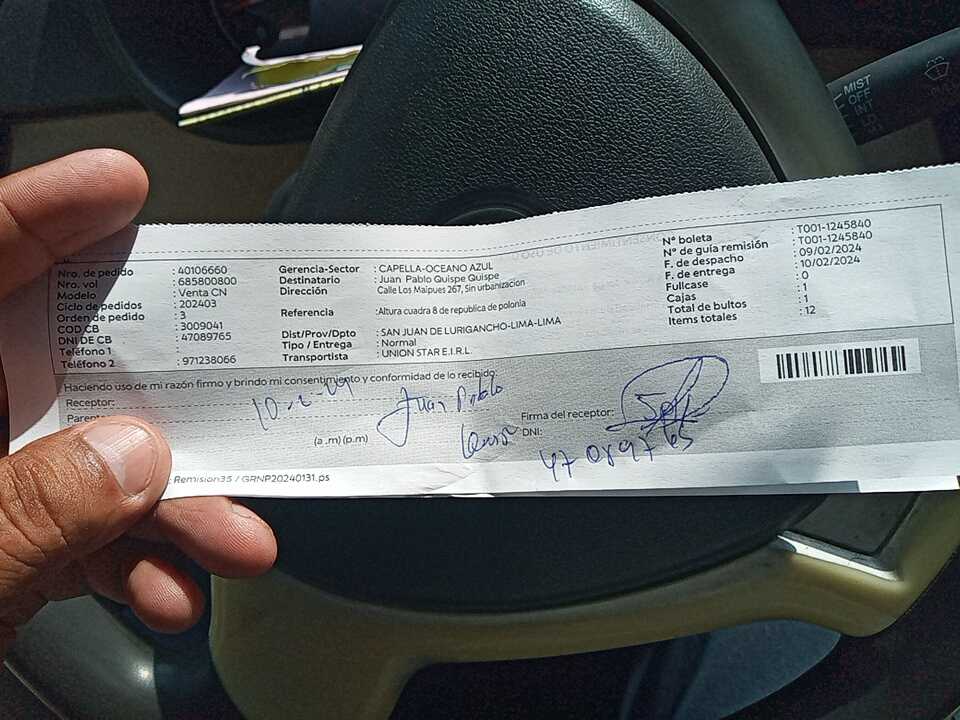 Nro. de pedido : 40106660
Nro. vol : 685800800
Modelo : Venta CN
Ciclo de pedidos : 202403
Orden de pedido : 3
COD CB : 3009041
DNI DE CB : 47089765
Teléfono 1 :
Teléfono 2 : 971238066
Gerencia-Sector : CAPELLA-OCEANO AZUL
Destinatario : Juan Pablo Quispe Quispe
Dirección : Calle Los Maipues 267, Sin urbanización
Referencia : Altura cuadra 8 de republica de polonia
Dist/Prov/Dpto : SAN JUAN DE LURIGANCHO-LIMA-LIMA
Tipo / Entrega : Normal
Transportista : UNION STAR E.I.R.L.
N° boleta : T001-1245840
N° de guía remisión : T001-1245840
F. de despacho : 09/02/2024
F. de entrega : 10/02/2024
Fullcase : 0
Cajas : 1
Total de bultos : 1
Items totales : 12
Haciendo uso de mi razón firmo y brindo mi consentimiento y conformidad de lo recibido:
Receptor:
Juan Pablo
(a.m) (p.m)
Firma del receptor:
DNI: 47089765
Remision35 / GRNP20240131.ps
MIST
OFF
INT